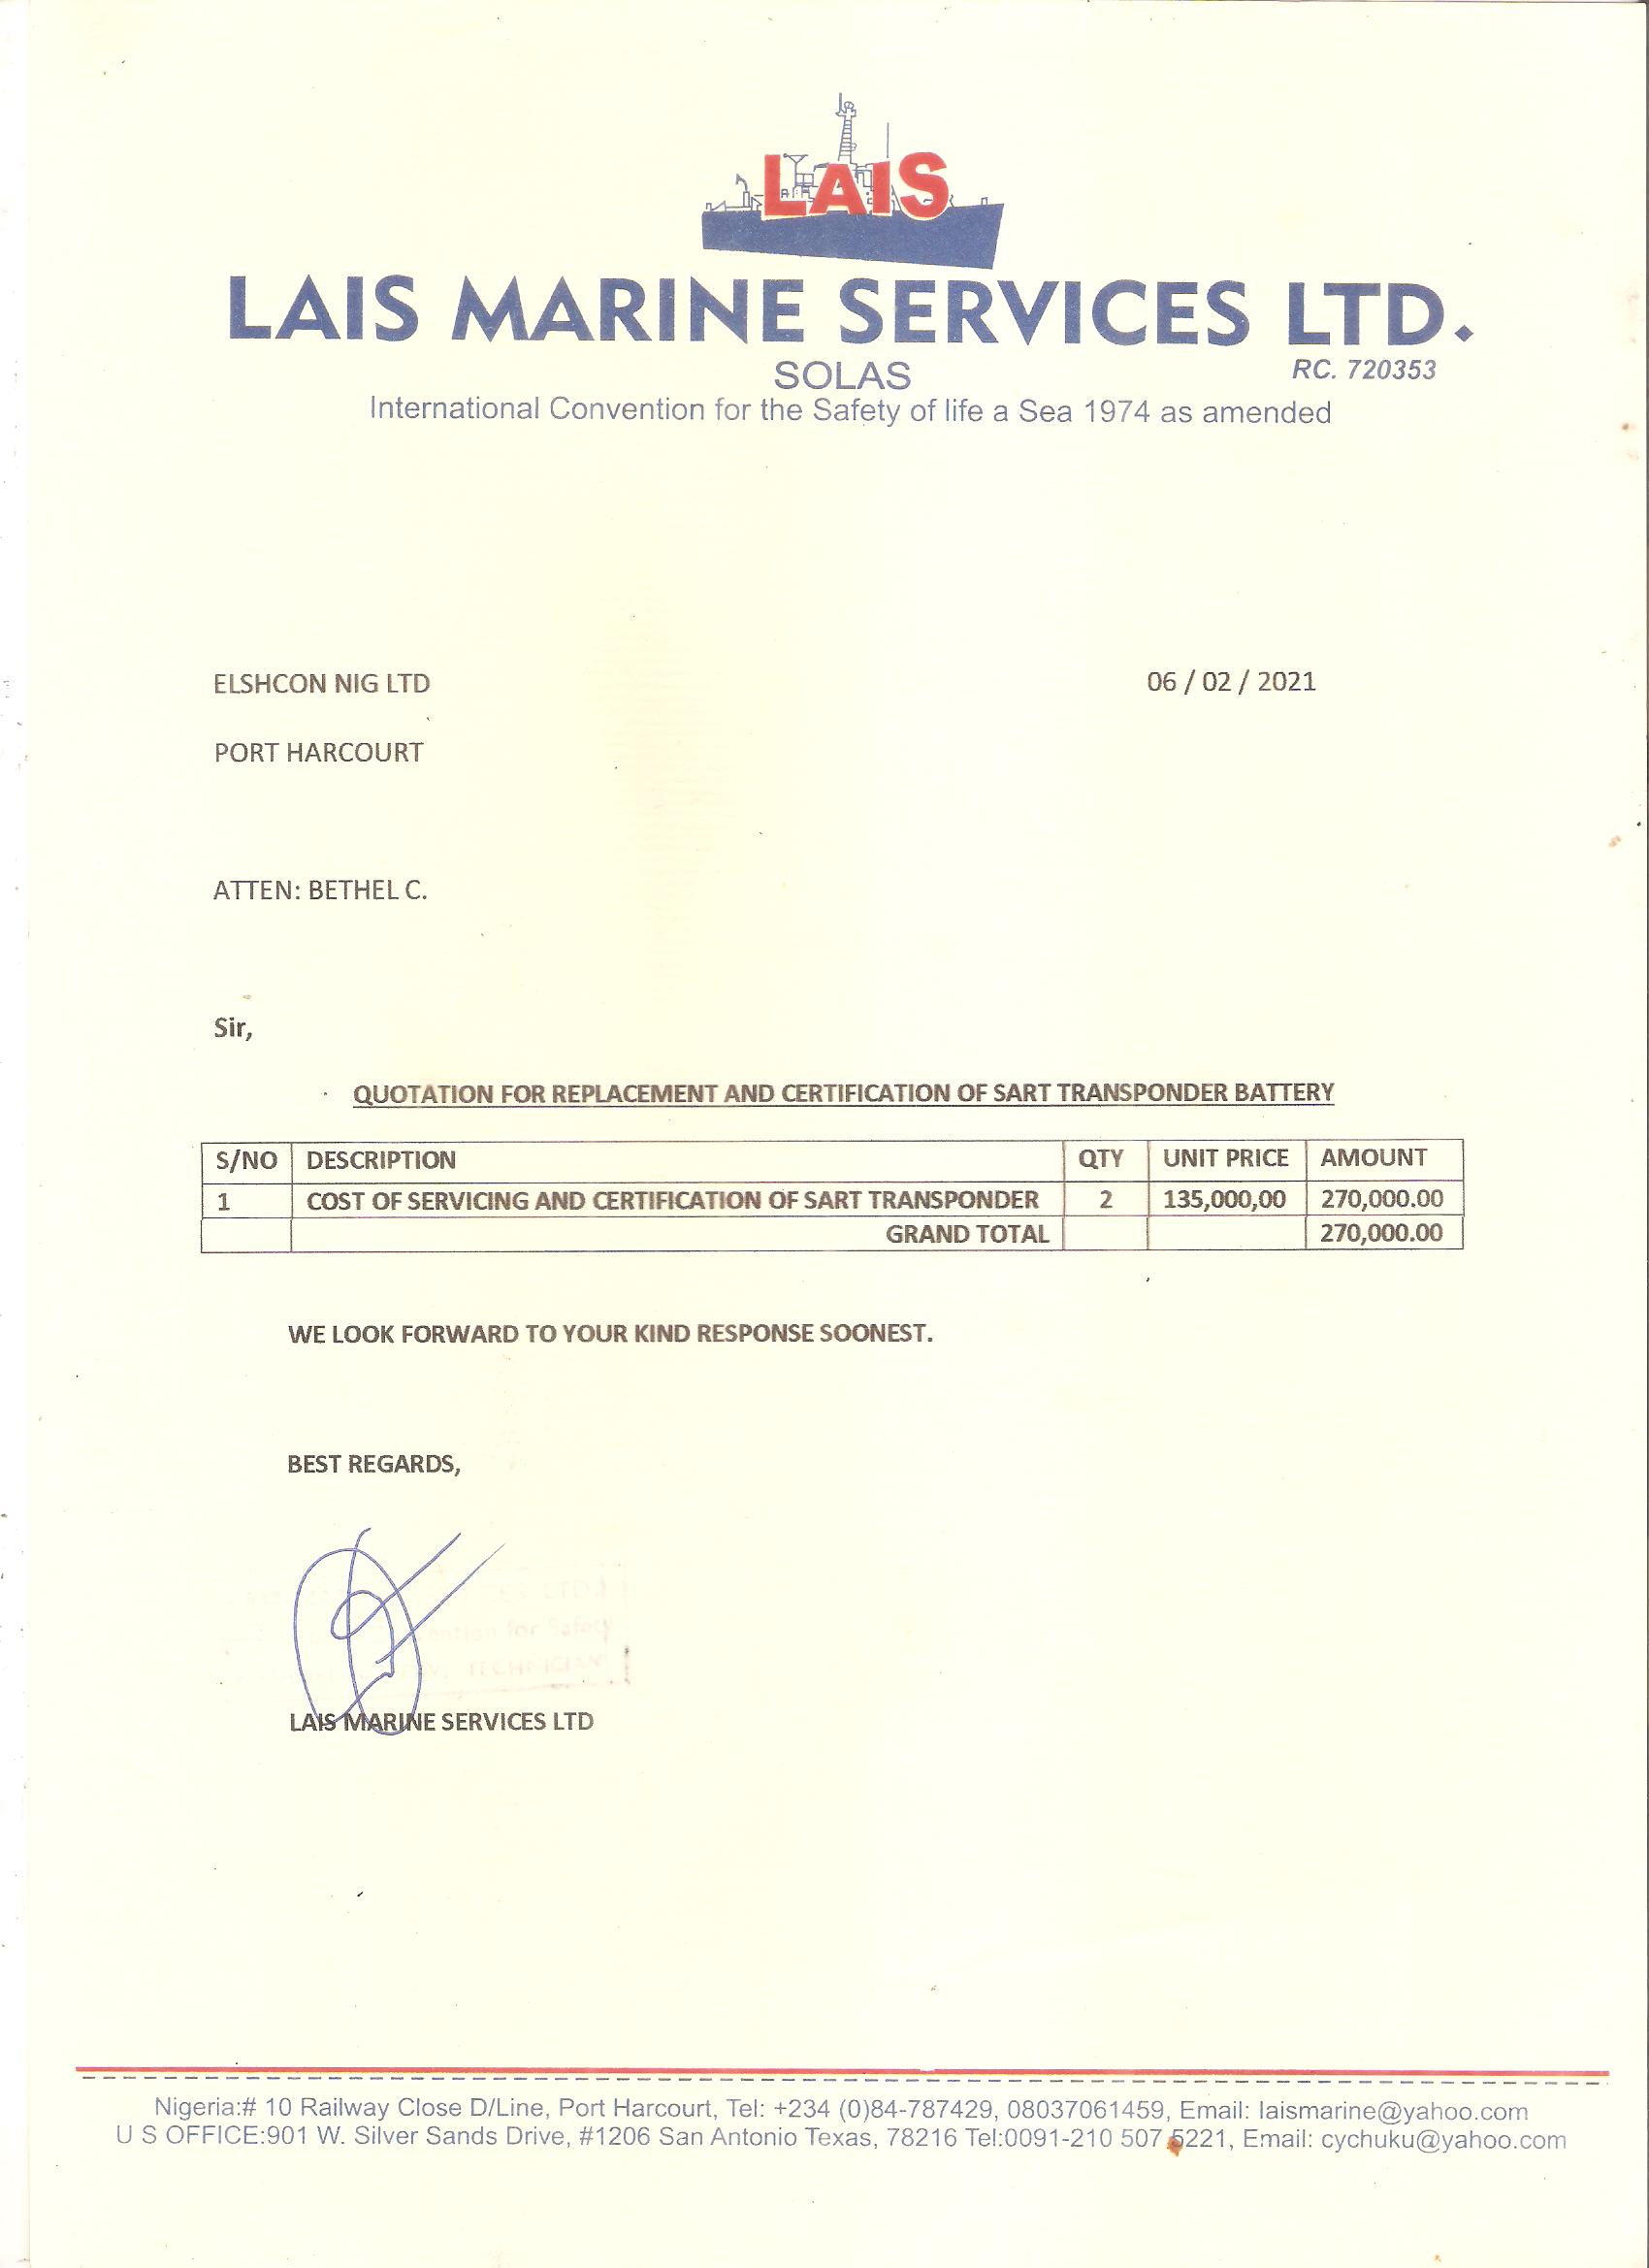 LAIS
LAIS MARINE SERVICES LTD.
SOLAS
RC. 720353
International Convention for the Safety of life a Sea 1974 as amended
ELSHCON NIG LTD 06 / 02 / 2021
PORT HARCOURT
ATTEN: BETHEL C.
Sir,
QUOTATION FOR REPLACEMENT AND CERTIFICATION OF SART TRANSPONDER BATTERY
S/NO DESCRIPTION QTY UNIT PRICE AMOUNT
1 COST OF SERVICING AND CERTIFICATION OF SART TRANSPONDER 2 135,000,00 270,000.00
GRAND TOTAL 270,000.00
WE LOOK FORWARD TO YOUR KIND RESPONSE SOONEST.
BEST REGARDS,
LTD.
for Safety
TECHNICIAN
LAIS MARINE SERVICES LTD
Nigeria:# 10 Railway Close D/Line, Port Harcourt, Tel: +234 (0)84-787429, 08037061459, Email: laismarine@yahoo.com
U S OFFICE:901 W. Silver Sands Drive, #1206 San Antonio Texas, 78216 Tel:0091-210 507 5221, Email: cychuku@yahoo.com